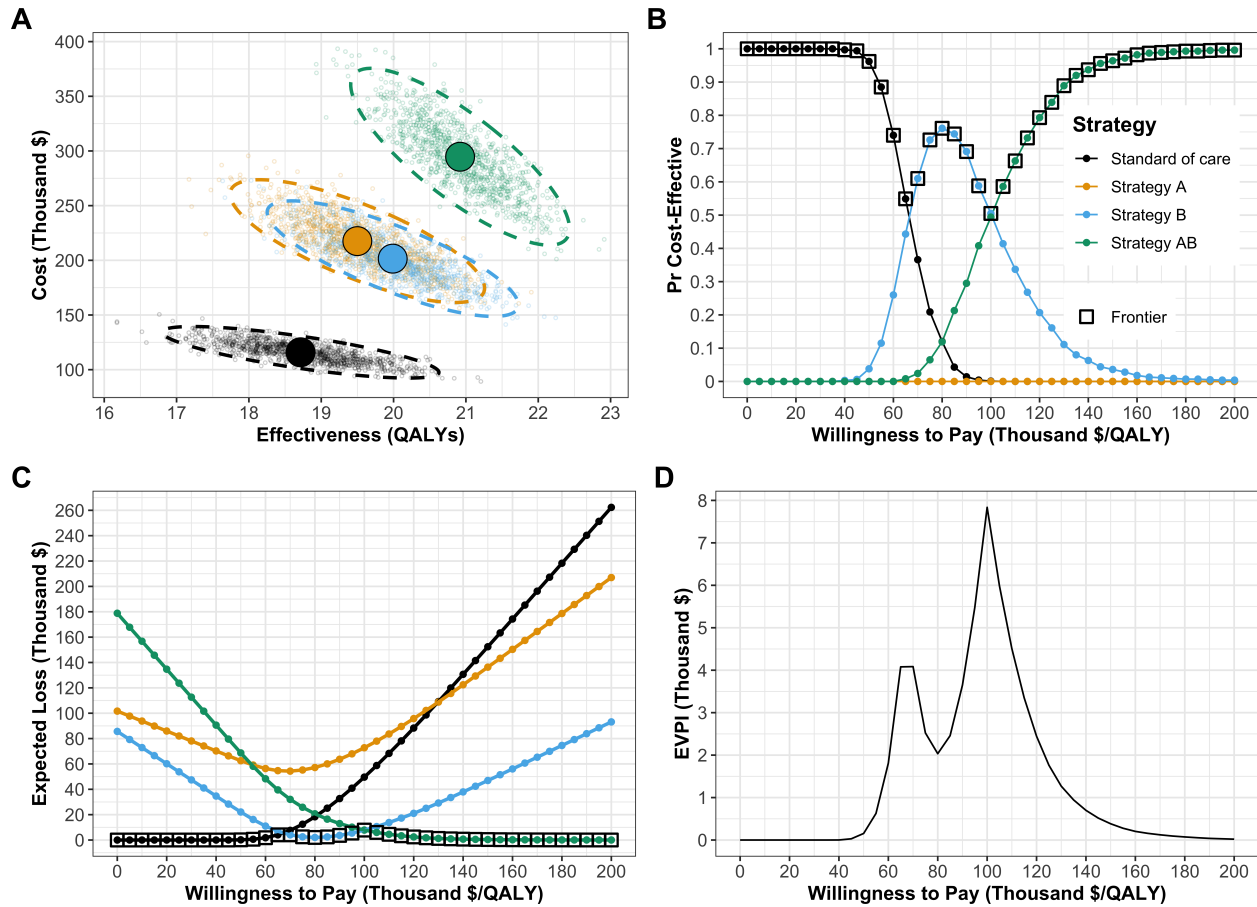 A
400
350
300
250
200
150
100
Cost (Thousand $)
16 17 18 19 20 21 22 23
Effectiveness (QALYs)
B
1
0.9
0.8
0.7
0.6
0.5
0.4
0.3
0.2
0.1
0
Pr Cost-Effective
0 20 40 60 80 100 120 140 160 180 200
Willingness to Pay (Thousand $/QALY)
Strategy
Standard of care
Strategy A
Strategy B
Strategy AB
Frontier
C
260
240
220
200
180
160
140
120
100
80
60
40
20
0
Expected Loss (Thousand $)
0 20 40 60 80 100 120 140 160 180 200
Willingness to Pay (Thousand $/QALY)
D
8
7
6
5
4
3
2
1
0
EVPI (Thousand $)
0 20 40 60 80 100 120 140 160 180 200
Willingness to Pay (Thousand $/QALY)